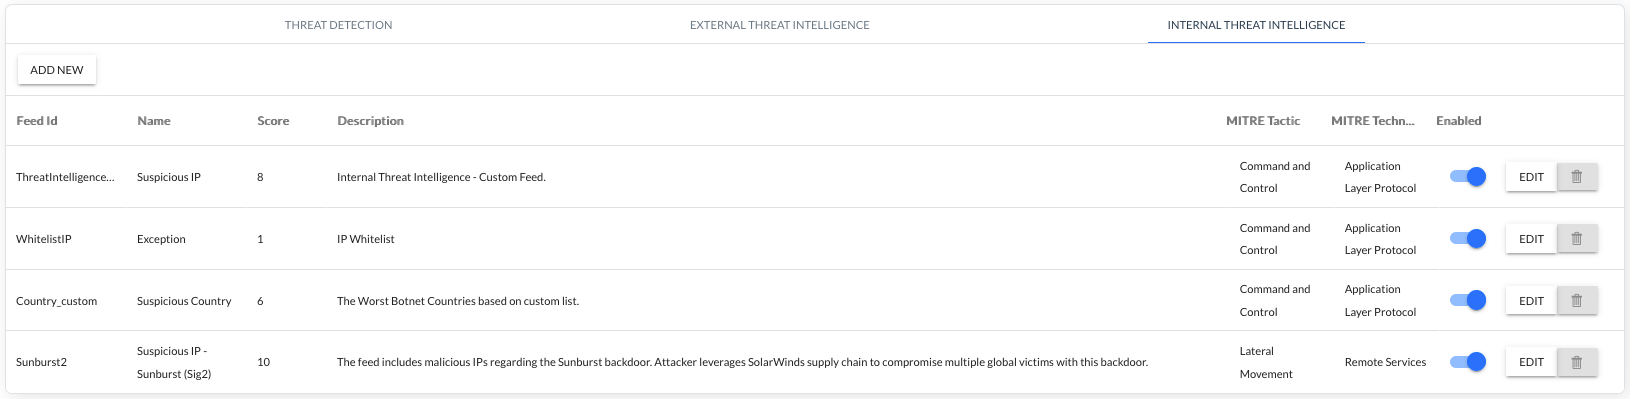 THREAT DETECTION
EXTERNAL THREAT INTELLIGENCE
INTERNAL THREAT INTELLIGENCE
ADD NEW
Feed Id
Name
Score
Description
MITRE Tactic
MITRE Techn...
Enabled
ThreatIntelligence...
Suspicious IP
8
Internal Threat Intelligence - Custom Feed.
Command and
Control
Application
Layer Protocol
EDIT
WhitelistIP
Exception
1
IP Whitelist
Command and
Control
Application
Layer Protocol
EDIT
Country_custom
Suspicious Country
6
The Worst Botnet Countries based on custom list.
Command and
Control
Application
Layer Protocol
EDIT
Sunburst2
Suspicious IP -
Sunburst (Sig2)
10
The feed includes malicious IPs regarding the Sunburst backdoor. Attacker leverages SolarWinds supply chain to compromise multiple global victims with this backdoor.
Lateral
Movement
Remote Services
EDIT